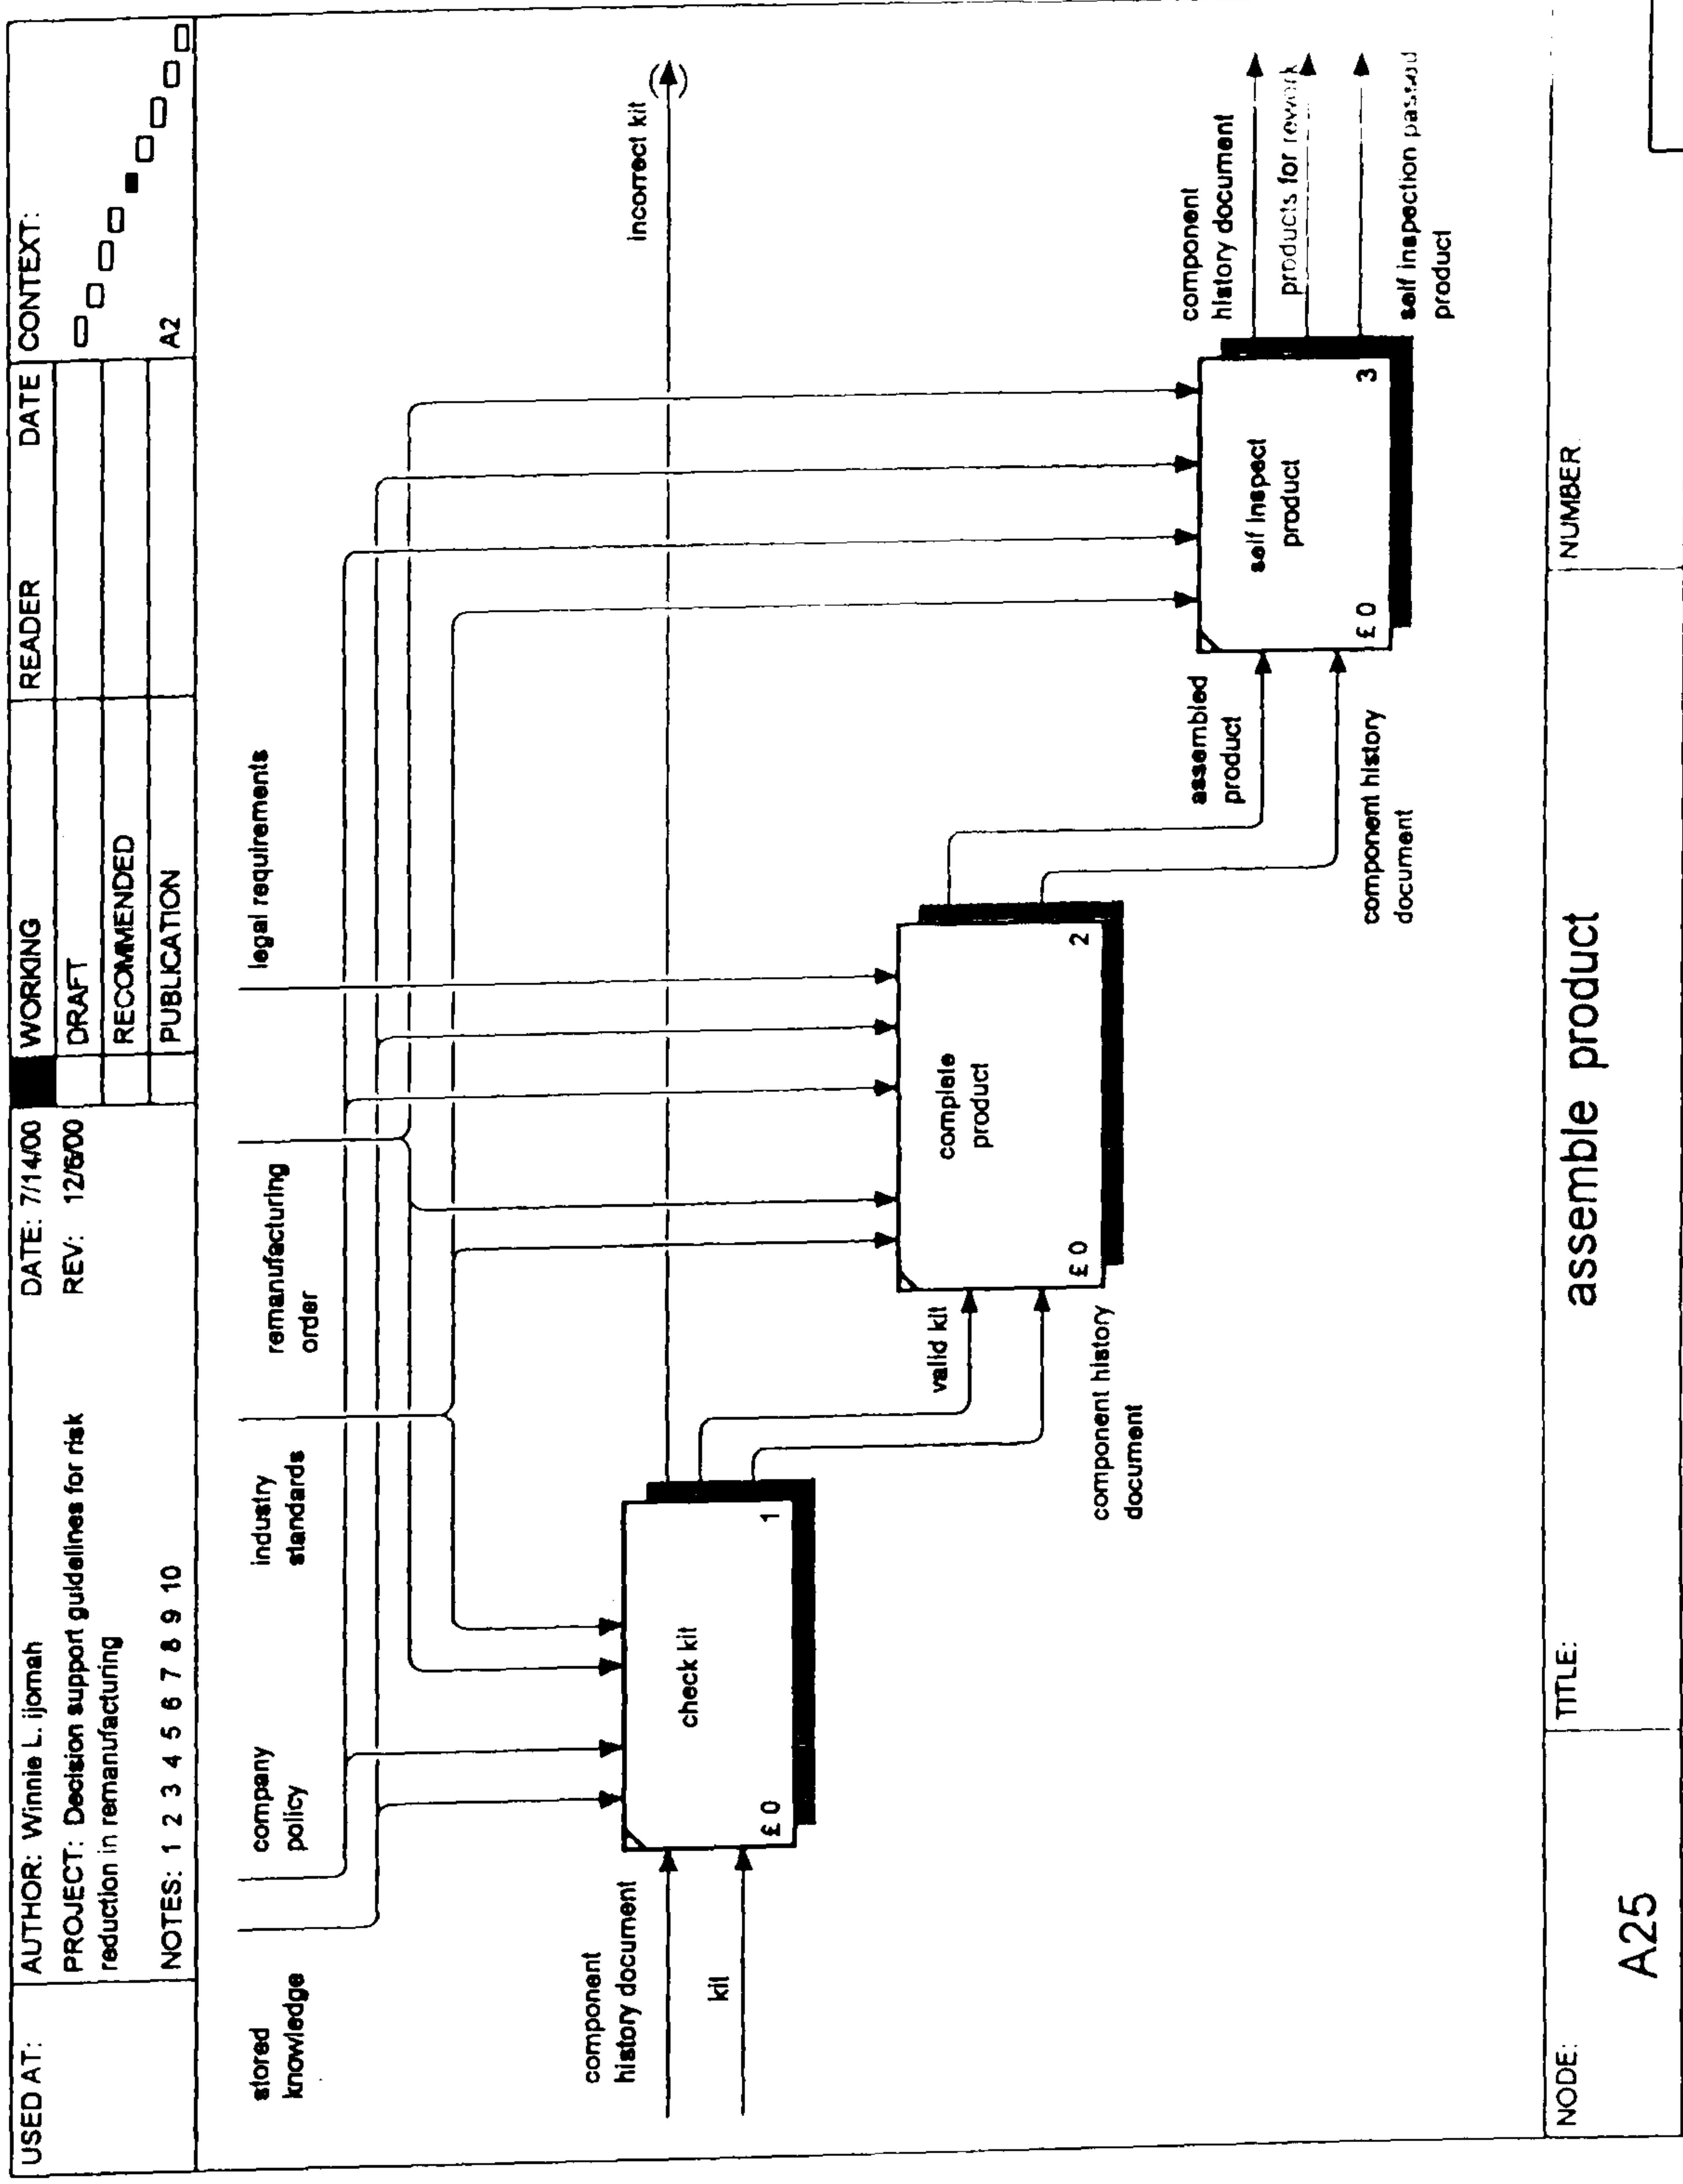 USED AT:
AUTHOR: Winnie L. ijomah
DATE: 7/14/00
PROJECT: Decision support guidelines for risk
reduction in remanufacturing
REV: 12/6/00
NOTES: 1 2 3 4 5 6 7 8 9 10
WORKING
DRAFT
RECOMMENDED
PUBLICATION
READER
DATE
CONTEXT:
A2
stored
knowledge
company
policy
industry
standards
remanufacturing
order
legal requirements
incorrect kit
( )
component
history document
kit
check kit
£ 0
1
valid kit
component history
document
complete
product
£ 0
2
assembled
product
component history
document
self inspect
product
£ 0
3
component
history document
products for rework
self inspection passed
product
NODE:
A25
TITLE:
assemble product
NUMBER